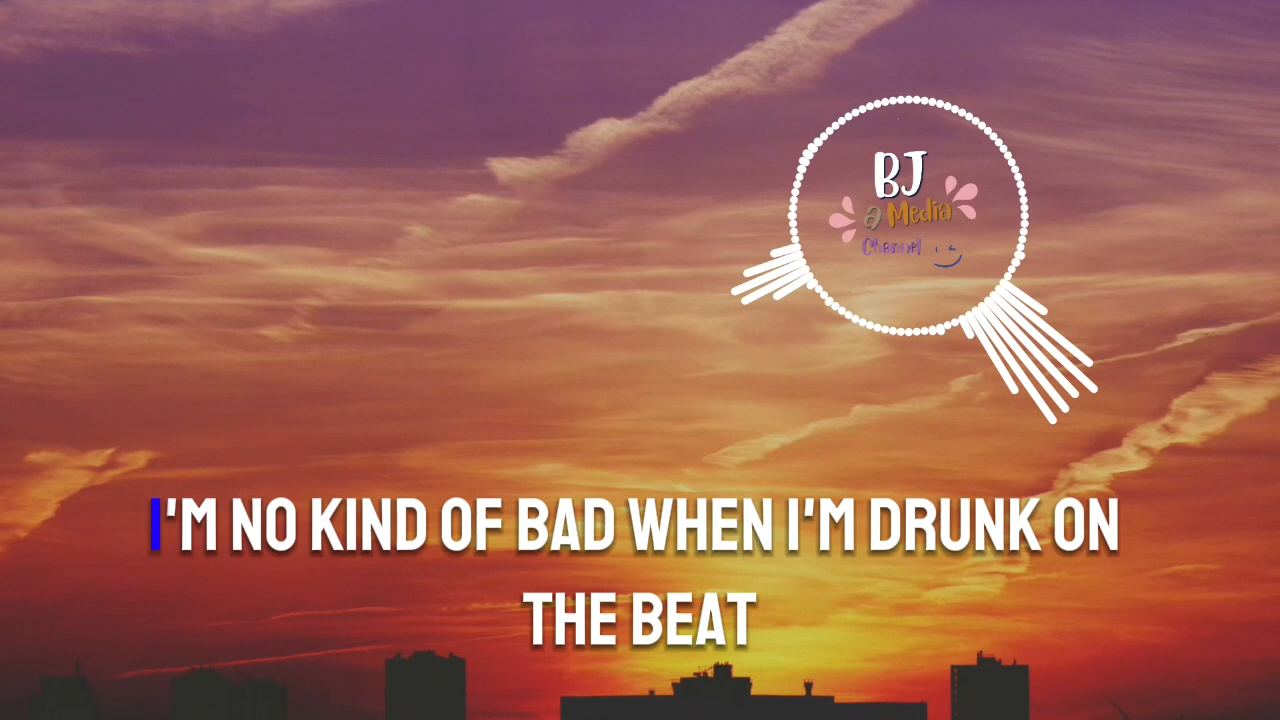 BJ
a Media
Channel
I'M NO KIND OF BAD WHEN I'M DRUNK ON
THE BEAT